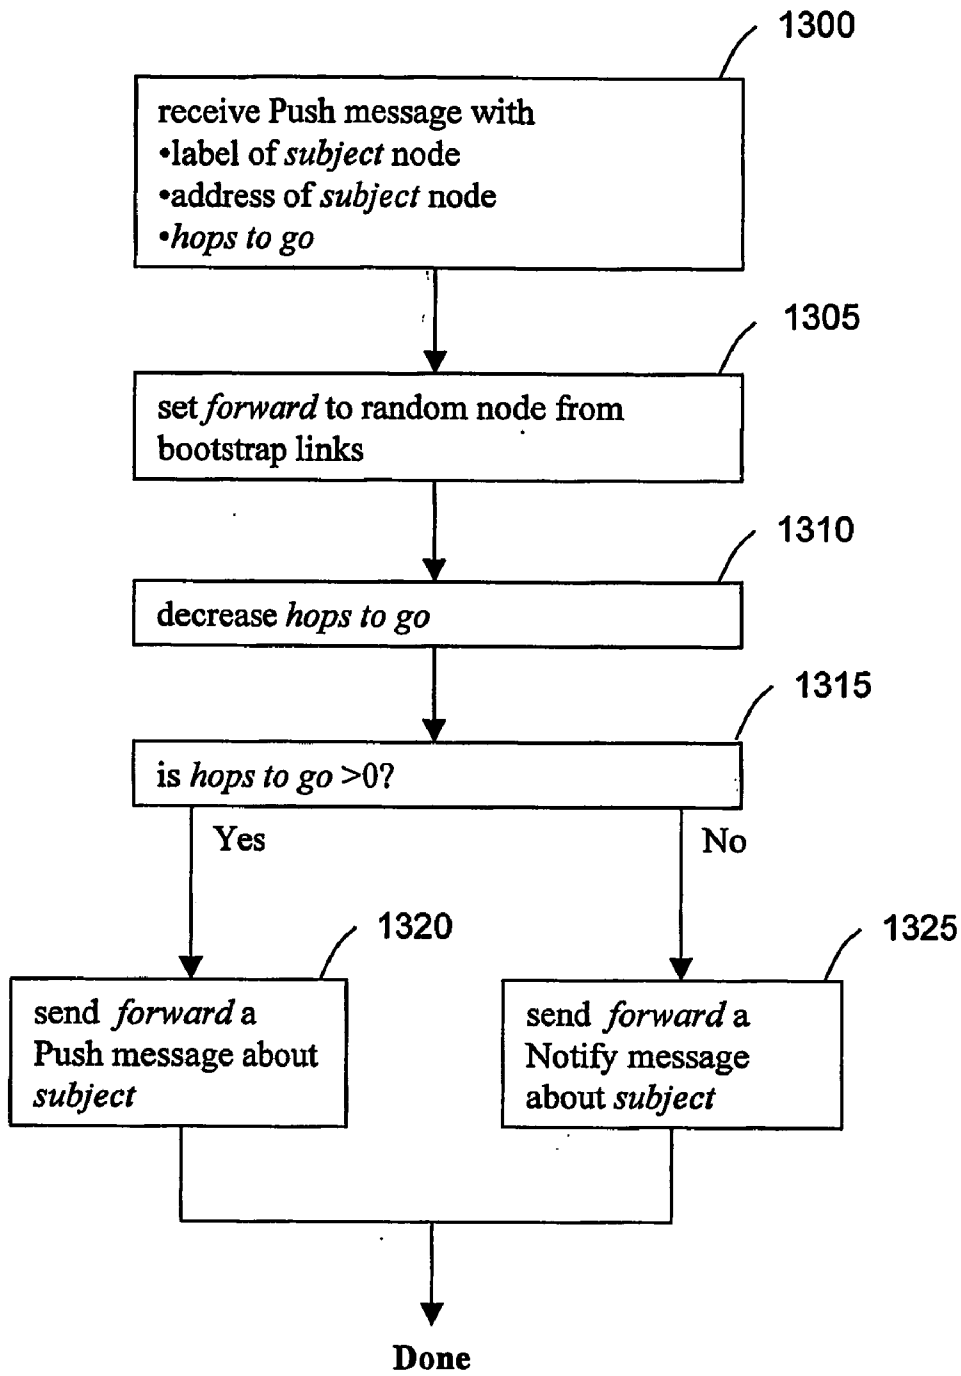 1300
receive Push message with
•label of subject node
•address of subject node
•hops to go
1305
set forward to random node from
bootstrap links
1310
decrease hops to go
1315
is hops to go >0?
Yes
No
1320
1325
send forward a
Push message about
subject
send forward a
Notify message
about subject
Done